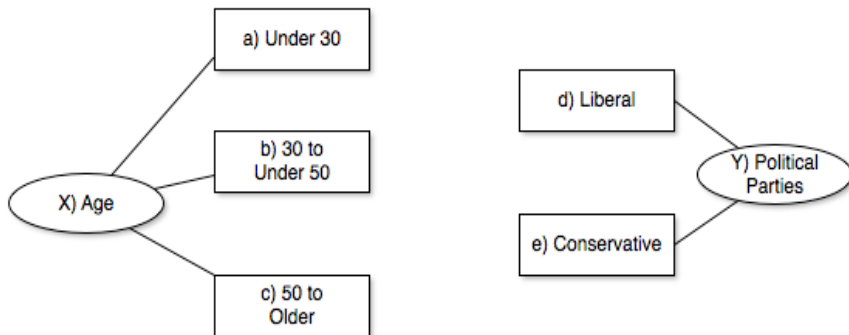 a) Under 30
b) 30 to
Under 50
X) Age
c) 50 to
Older
d) Liberal
Y) Political
Parties
e) Conservative